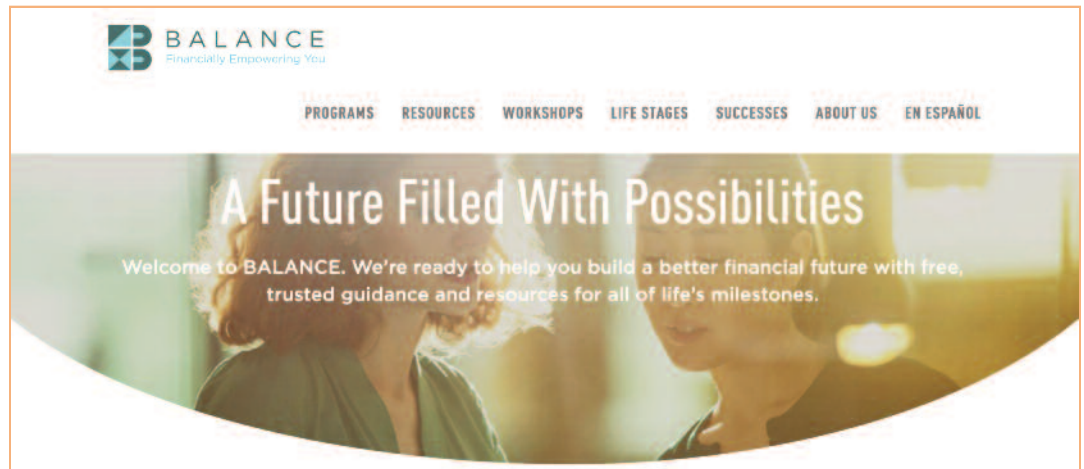 BALANCE
Financially Empowering You
PROGRAMS RESOURCES WORKSHOPS LIFE STAGES SUCCESSES ABOUT US EN ESPAÑOL
A Future Filled With Possibilities
Welcome to BALANCE. We're ready to help you build a better financial future with free,
trusted guidance and resources for all of life's milestones.